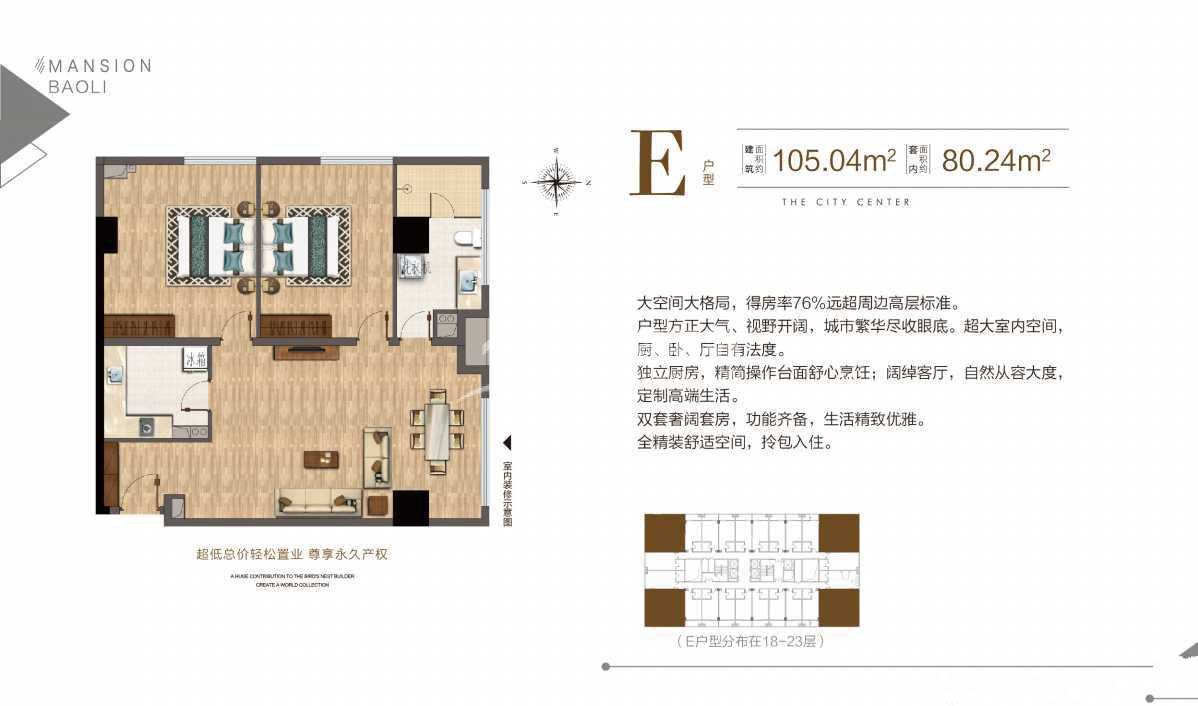 MANSION
BAOLI
E
户型
建筑
面积约
105.04m²
套内
面积约
80.24m²
THE CITY CENTER
W
S
N
E
洗衣机
冰箱
室内装修示意图
大空间大格局，得房率76%远超周边高层标准。
户型方正大气、视野开阔，城市繁华尽收眼底。超大室内空间，
厨、卧、厅自有法度。
独立厨房，精简操作台面舒心烹饪；阔绰客厅，自然从容大度，
定制高端生活。
双套奢阔套房，功能齐备，生活精致优雅。
全精装舒适空间，拎包入住。
超低总价轻松置业 尊享永久产权
A HUGE CONTRIBUTION TO THE BIRD'S NEST BUILDER
CREATE A WORLD COLLECTION
（E户型分布在18-23层）